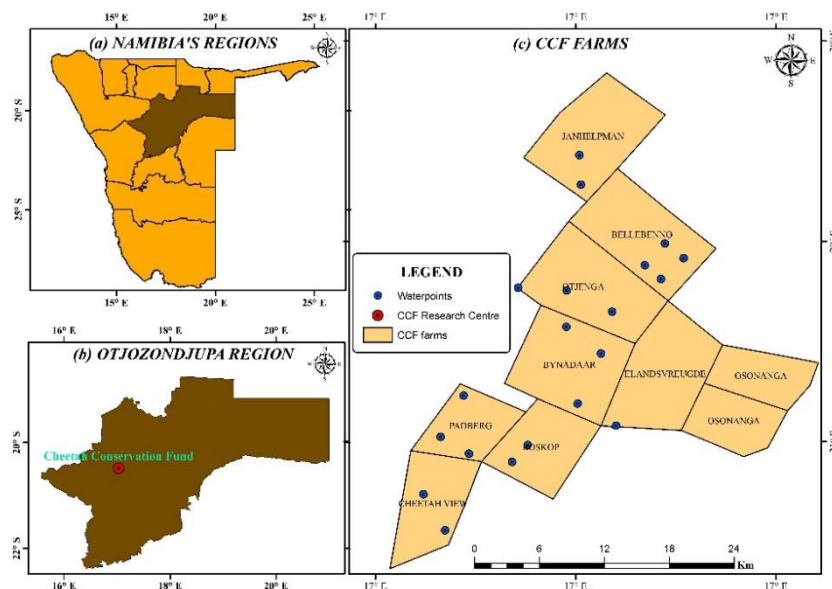 15°E 20°E
(a) NAMIBIA'S REGIONS
N
W E
S
20°S
25°S
15°E 20°E 25°E
16°E 18°E 20°E
(b) OTJOZONDJUPA REGION
N
W E
S
20°S
Cheetah Conservation Fund
22°S
16°E 18°E 20°E
17°E 17°E 17°E
(c) CCF FARMS
N
W E
S
JANHELPMAN
BELLEBENNO
OTJENGA
BYNADAAR
ELANDSVREUGDE
OSONANGA
OSONANGA
PADBERG
CHEETAH VIEW
LEGEND
Waterpoints
CCF Research Centre
CCF farms
0 6 12 18 24
Km
17°E 17°E 17°E